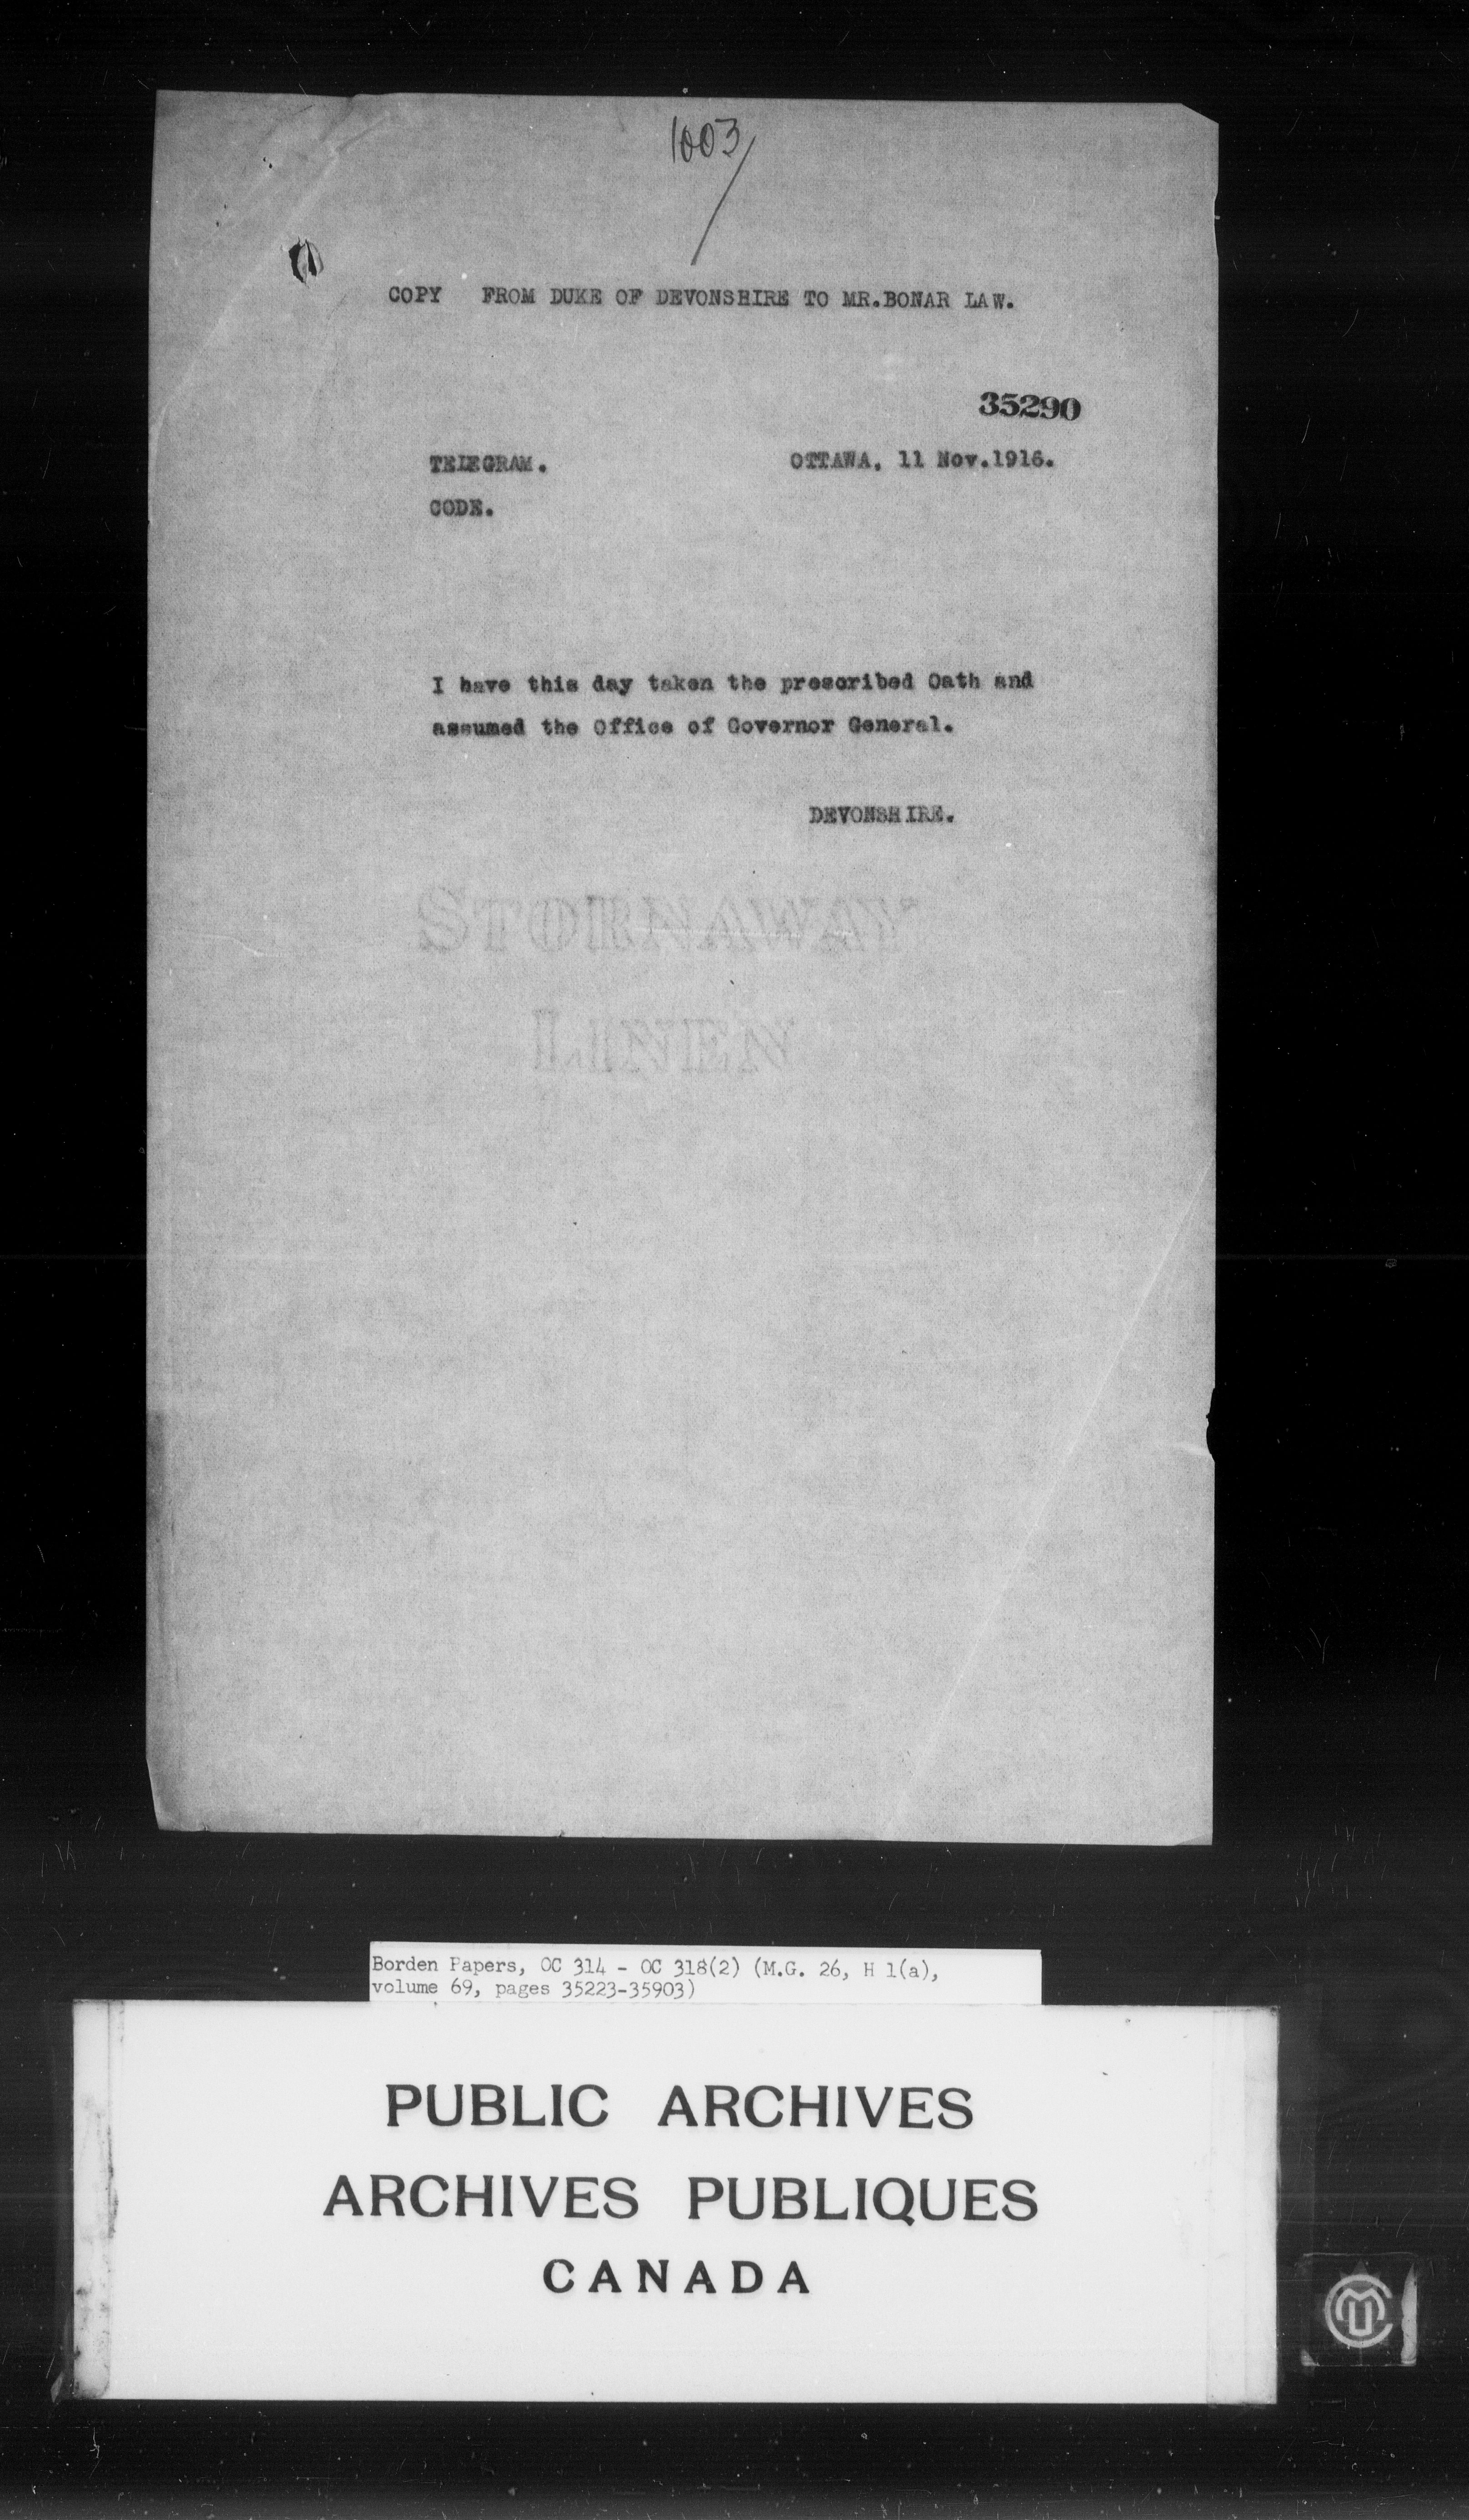 1003
COPY FROM DUKE OF DEVONSHIRE TO MR.BONAR LAW.
35290
TELEGRAM. OTTAWA, 11 Nov.1916.
CODE.
I have this day taken the prescribed Oath and
assumed the Office of Governor General.
DEVONSHIRE.
STORNAWAY
LINEN
Borden Papers, OC 314 - OC 318(2) (M.G. 26, H 1(a),
volume 69, pages 35223-35903)
PUBLIC ARCHIVES
ARCHIVES PUBLIQUES
CANADA